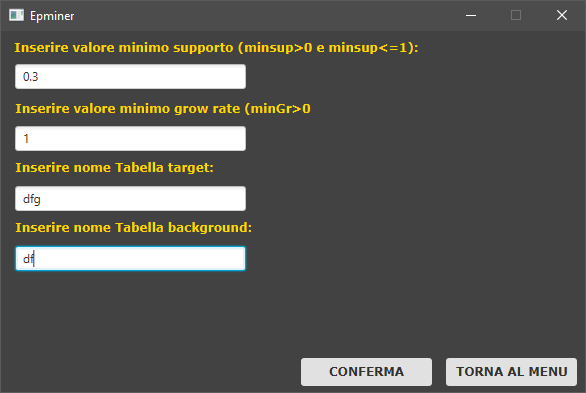 Epminer
Inserire valore minimo supporto (minsup>0 e minsup<=1):
0.3
Inserire valore minimo grow rate (minGr>0
1
Inserire nome Tabella target:
dfg
Inserire nome Tabella background:
df
CONFERMA
TORNA AL MENU